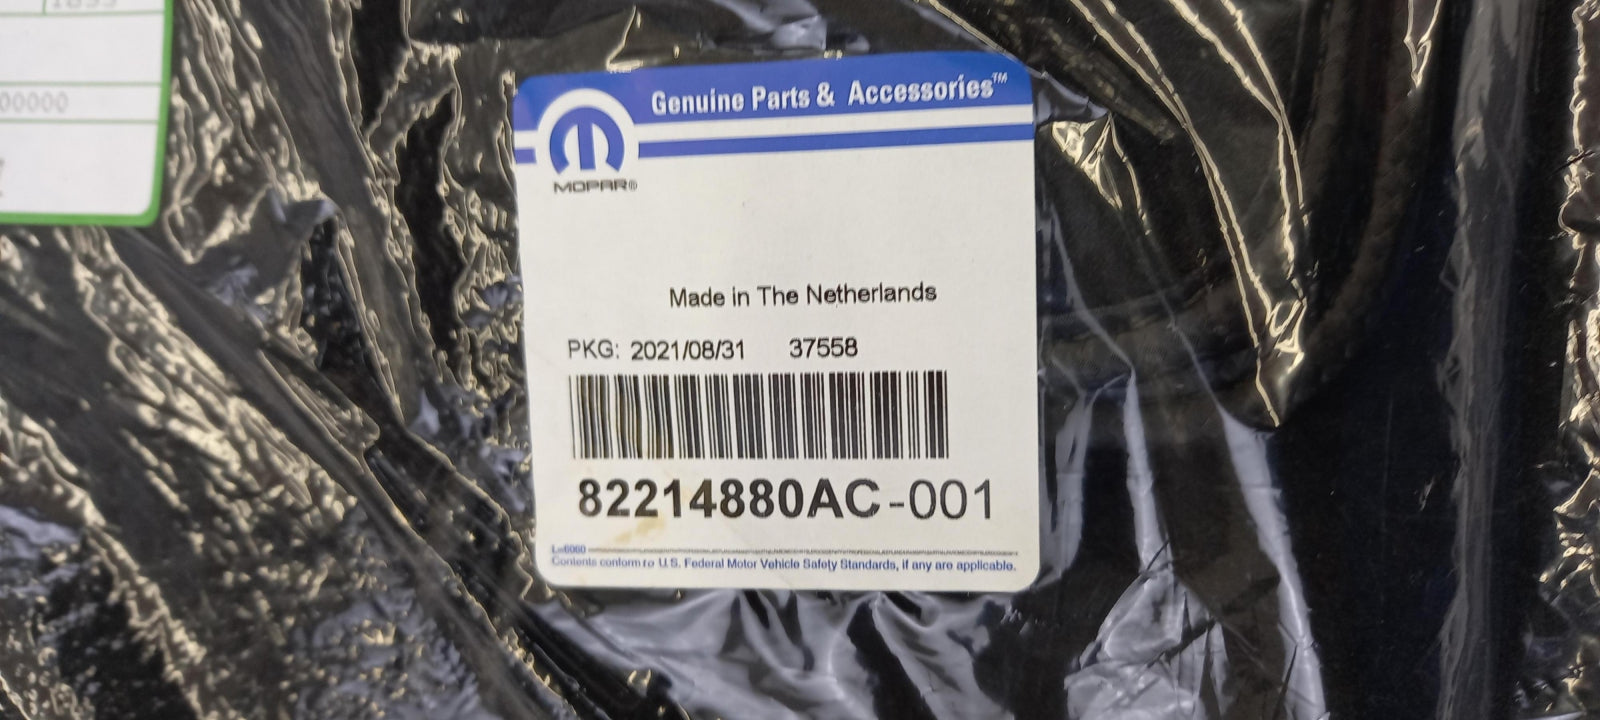 00000
Genuine Parts & Accessories™
MOPAR®
Made in The Netherlands
PKG: 2021/08/31 37558
82214880AC-001
Contents conform to U.S. Federal Motor Vehicle Safety Standards, if any are applicable.